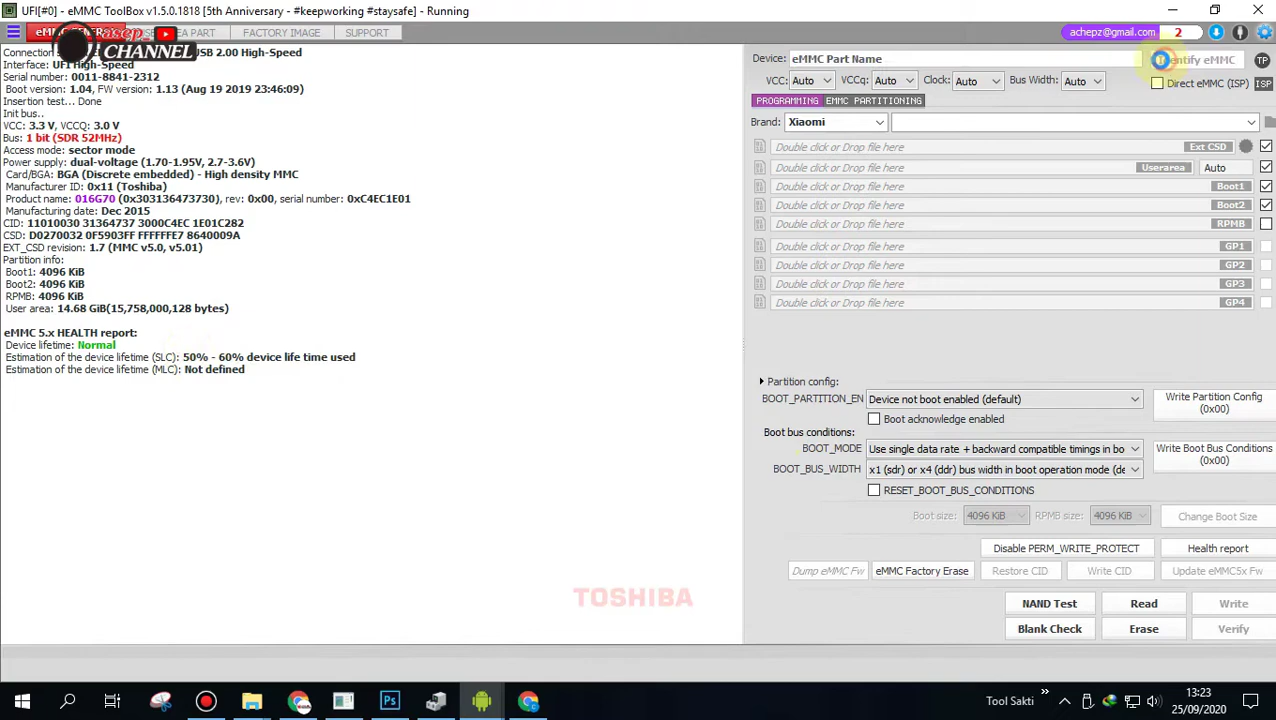 UFI[#0] - eMMC ToolBox v1.5.0.1818 [5th Anniversary - #keepworking #staysafe] - Running
FACTORY IMAGE SUPPORT achepz@gmail.com 2
asep_
CHANNEL
USB 2.00 High-Speed
Interface: UFI High-Speed
Serial number: 0011-8841-2312
Boot version: 1.04, FW version: 1.13 (Aug 19 2019 23:46:09)
Insertion test... Done
Init bus..
VCC: 3.3 V, VCCQ: 3.0 V
Bus: 1 bit (SDR 52MHz)
Access mode: sector mode
Power supply: dual-voltage (1.70-1.95V, 2.7-3.6V)
Card/BGA: BGA (Discrete embedded) - High density MMC
Manufacturer ID: 0x11 (Toshiba)
Product name: 016G70 (0x303136473730), rev: 0x00, serial number: 0xC4EC1E01
Manufacturing date: Dec 2015
CID: 11010030 31364737 3000C4EC 1E01C282
CSD: D0270032 0F5903FF FFFFFFE7 8640009A
EXT_CSD revision: 1.7 (MMC v5.0, v5.01)
Partition info:
Boot1: 4096 KiB
Boot2: 4096 KiB
RPMB: 4096 KiB
User area: 14.68 GiB(15,758,000,128 bytes)
eMMC 5.x HEALTH report:
Device lifetime: Normal
Estimation of the device lifetime (SLC): 50% - 60% device life time used
Estimation of the device lifetime (MLC): Not defined
TOSHIBA
Device: eMMC Part Name Identify eMMC TP
VCC: Auto VCCq: Auto Clock: Auto Bus Width: Auto Direct eMMC (ISP) ISP
PROGRAMMING EMMC PARTITIONING
Brand: Xiaomi
Double click or Drop file here Ext CSD
Double click or Drop file here Userarea Auto
Double click or Drop file here Boot1
Double click or Drop file here Boot2
Double click or Drop file here RPMB
Double click or Drop file here GP1
Double click or Drop file here GP2
Double click or Drop file here GP3
Double click or Drop file here GP4
Partition config:
BOOT_PARTITION_EN Device not boot enabled (default) Write Partition Config (0x00)
Boot acknowledge enabled
Boot bus conditions:
BOOT_MODE Use single data rate + backward compatible timings in bo Write Boot Bus Conditions (0x00)
BOOT_BUS_WIDTH x1 (sdr) or x4 (ddr) bus width in boot operation mode (de
RESET_BOOT_BUS_CONDITIONS
Boot size: 4096 KiB RPMB size: 4096 KiB Change Boot Size
Disable PERM_WRITE_PROTECT Health report
Dump eMMC Fw eMMC Factory Erase Restore CID Write CID Update eMMC5x Fw
NAND Test Read Write
Blank Check Erase Verify
Ps Tool Sakti 13:23
25/09/2020